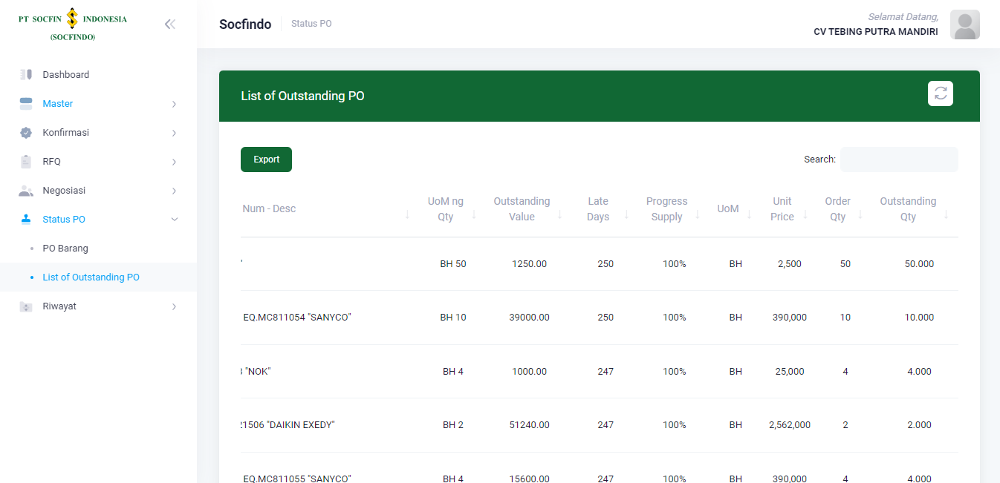 PT SOCFIN INDONESIA
(SOCFINDO)
Dashboard
Master
Konfirmasi
RFQ
Negosiasi
Status PO
PO Barang
List of Outstanding PO
Riwayat
Socfindo
Status PO
Selamat Datang,
CV TEBING PUTRA MANDIRI
List of Outstanding PO
Export
Search:
Num - Desc UoM ng Qty Outstanding Value Late Days Progress Supply UoM Unit Price Order Qty Outstanding Qty
" BH 50 1250.00 250 100% BH 2,500 50 50.000
EQ.MC811054 "SANYCO" BH 10 39000.00 250 100% BH 390,000 10 10.000
"NOK" BH 4 1000.00 247 100% BH 25,000 4 4.000
21506 "DAIKIN EXEDY" BH 2 51240.00 247 100% BH 2,562,000 2 2.000
EQ.MC811055 "SANYCO" BH 4 15600.00 247 100% BH 390,000 4 4.000